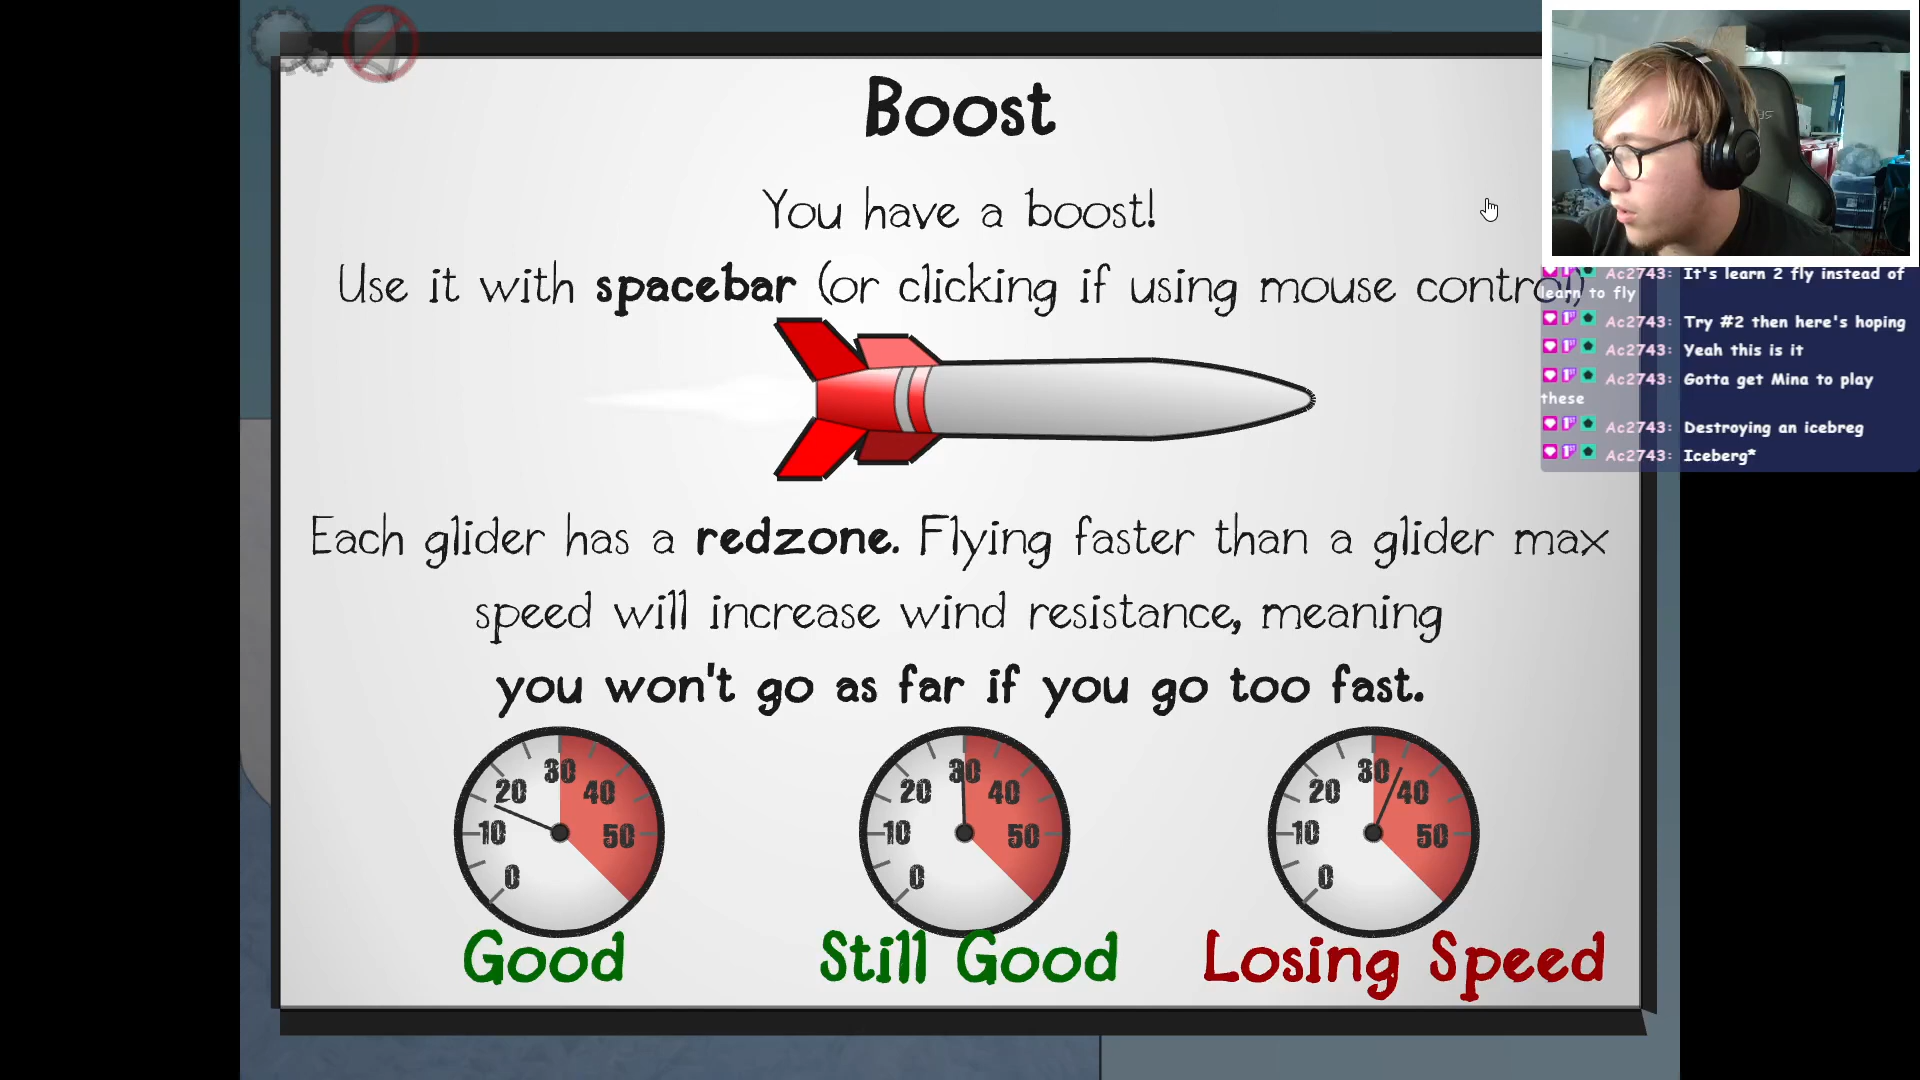 Boost
You have a boost!
Use it with spacebar (or clicking if using mouse control)
Each glider has a redzone. Flying faster than a glider max
speed will increase wind resistance, meaning
you won't go as far if you go too fast.
0 10 20 30 40 50
0 10 20 30 40 50
0 10 20 30 40 50
Good
Still Good
Losing Speed
Ac2743: It's learn 2 fly instead of
learn to fly
Ac2743: Try #2 then here's hoping
Ac2743: Yeah this is it
Ac2743: Gotta get Mina to play
these
Ac2743: Destroying an icebreg
Ac2743: Iceberg*